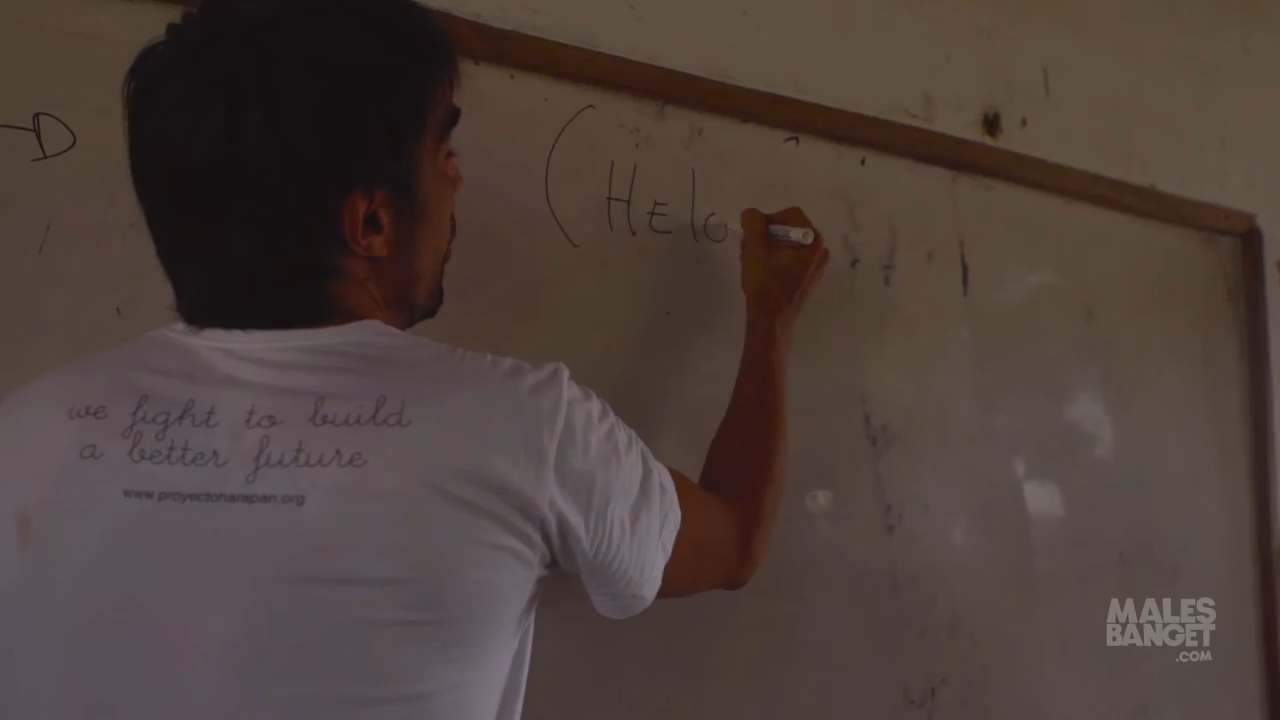 D
(HElo
we fight to build
a better future
www.proyectoharapan.org
MALES
BANGET
.COM